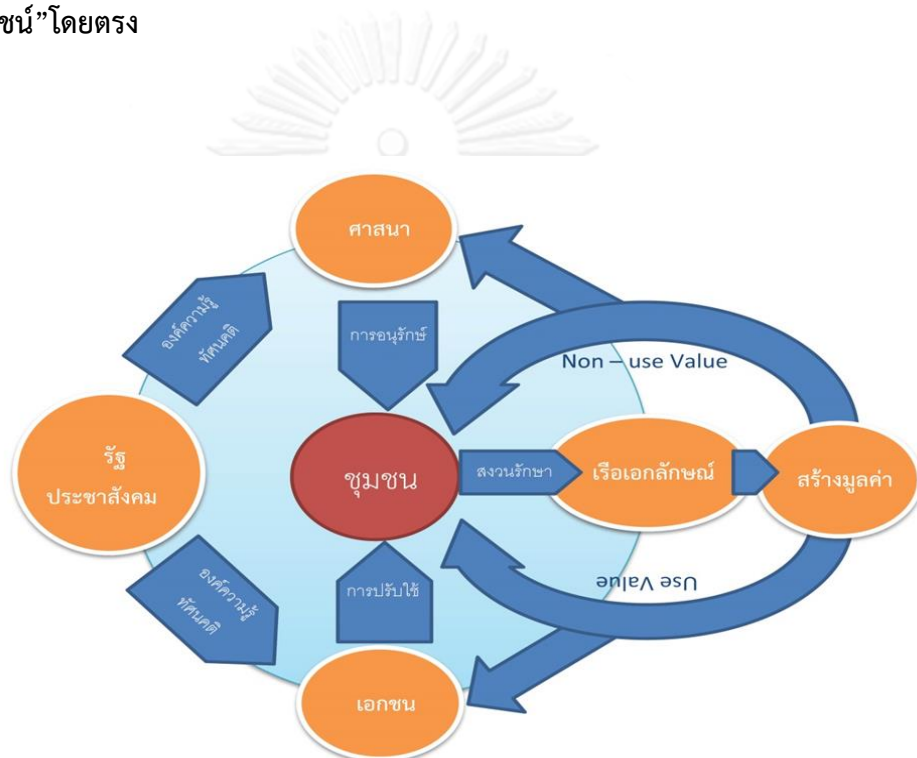 ชน์”โดยตรง
ศาสนา
องค์ความรู้
ทัศนคติ
การอนุรักษ์
Non – use Value
รัฐ
ประชาสังคม
ชุมชน
สงวนรักษา
เรือเอกลักษณ์
สร้างมูลค่า
องค์ความรู้
ทัศนคติ
การปรับใช้
Use Value
เอกชน